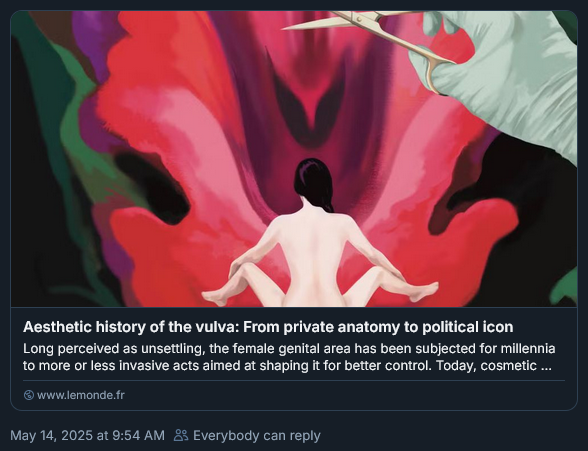 Aesthetic history of the vulva: From private anatomy to political icon
Long perceived as unsettling, the female genital area has been subjected for millennia
to more or less invasive acts aimed at shaping it for better control. Today, cosmetic ...
www.lemonde.fr
May 14, 2025 at 9:54 AM Everybody can reply